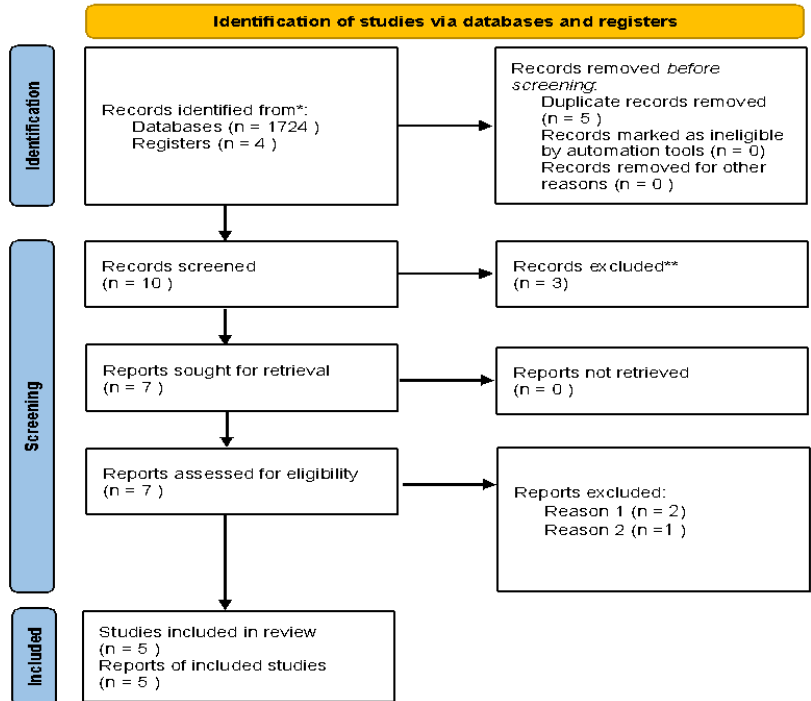 Identification of studies via databases and registers
Identification
Records identified from*:
Databases (n = 1724 )
Registers (n = 4 )
Records removed before
screening:
Duplicate records removed
(n = 5 )
Records marked as ineligible
by automation tools (n = 0)
Records removed for other
reasons (n = 0 )
Screening
Records screened
(n = 10 )
Records excluded**
(n = 3)
Reports sought for retrieval
(n = 7 )
Reports not retrieved
(n = 0 )
Reports assessed for eligibility
(n = 7 )
Reports excluded:
Reason 1 (n = 2)
Reason 2 (n =1 )
Included
Studies included in review
(n = 5 )
Reports of included studies
(n = 5 )